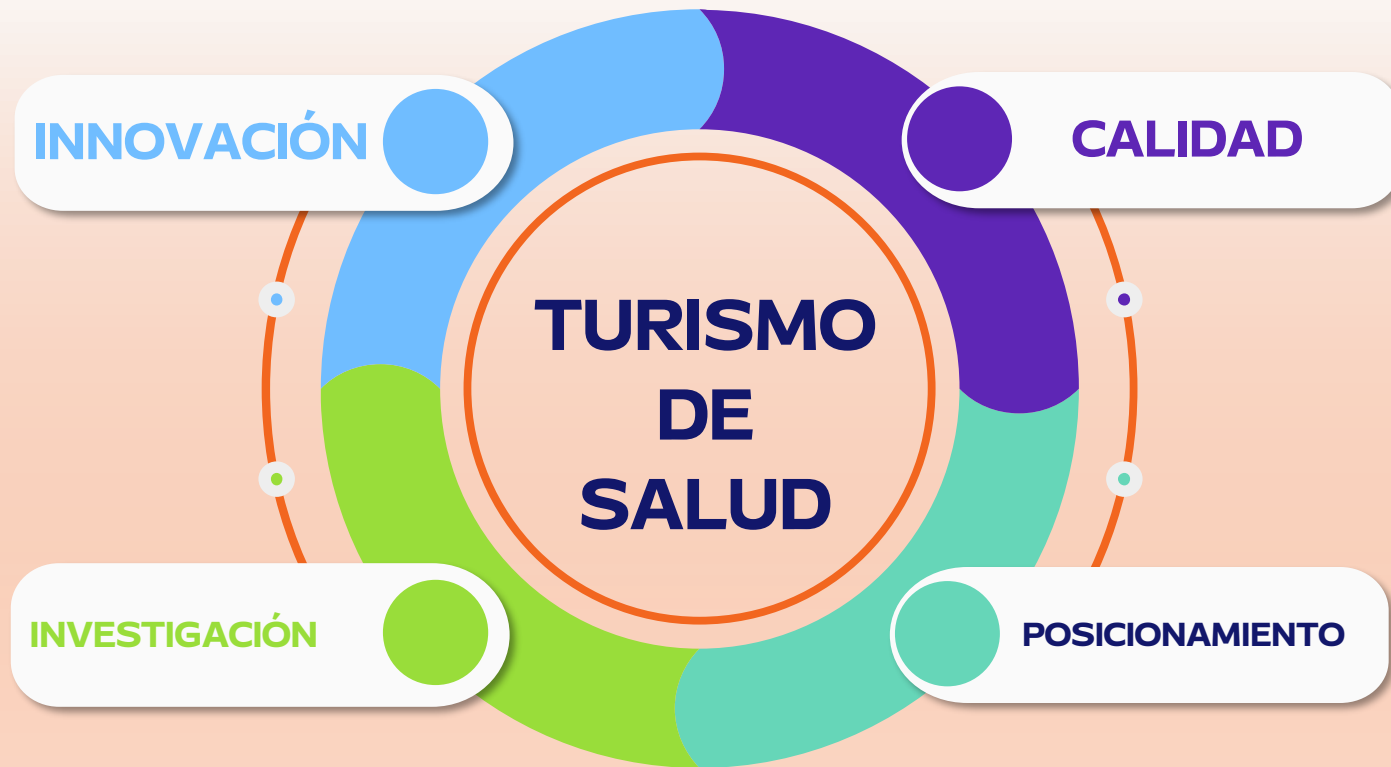 INNOVACIÓN
CALIDAD
TURISMO
DE
SALUD
INVESTIGACIÓN
POSICIONAMIENTO